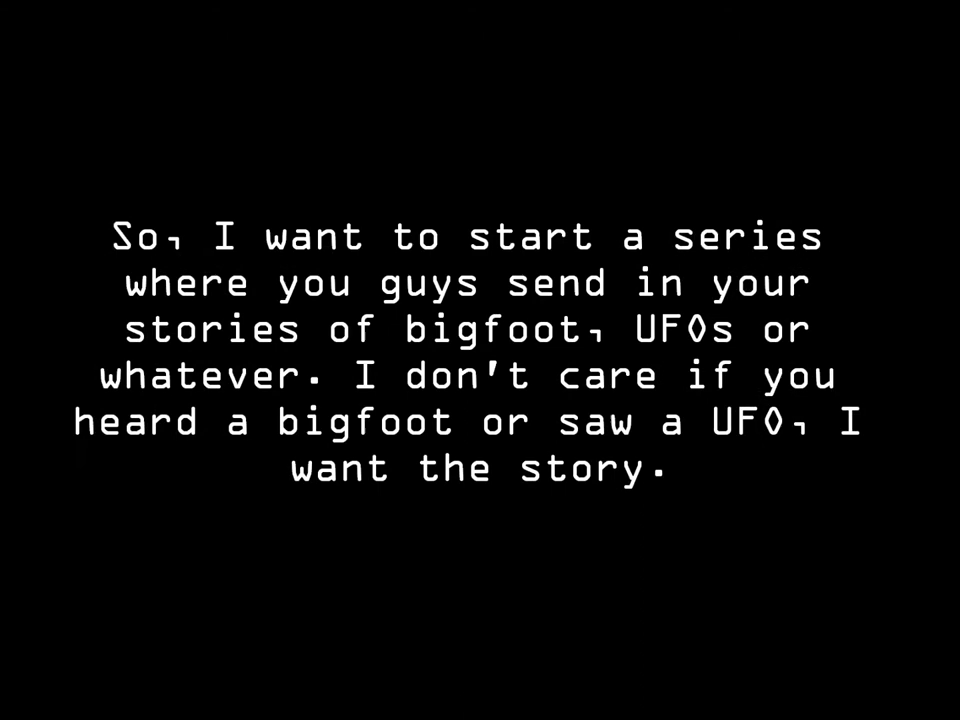 So, I want to start a series
where you guys send in your
stories of bigfoot, UFOs or
whatever. I don't care if you
heard a bigfoot or saw a UFO, I
want the story.